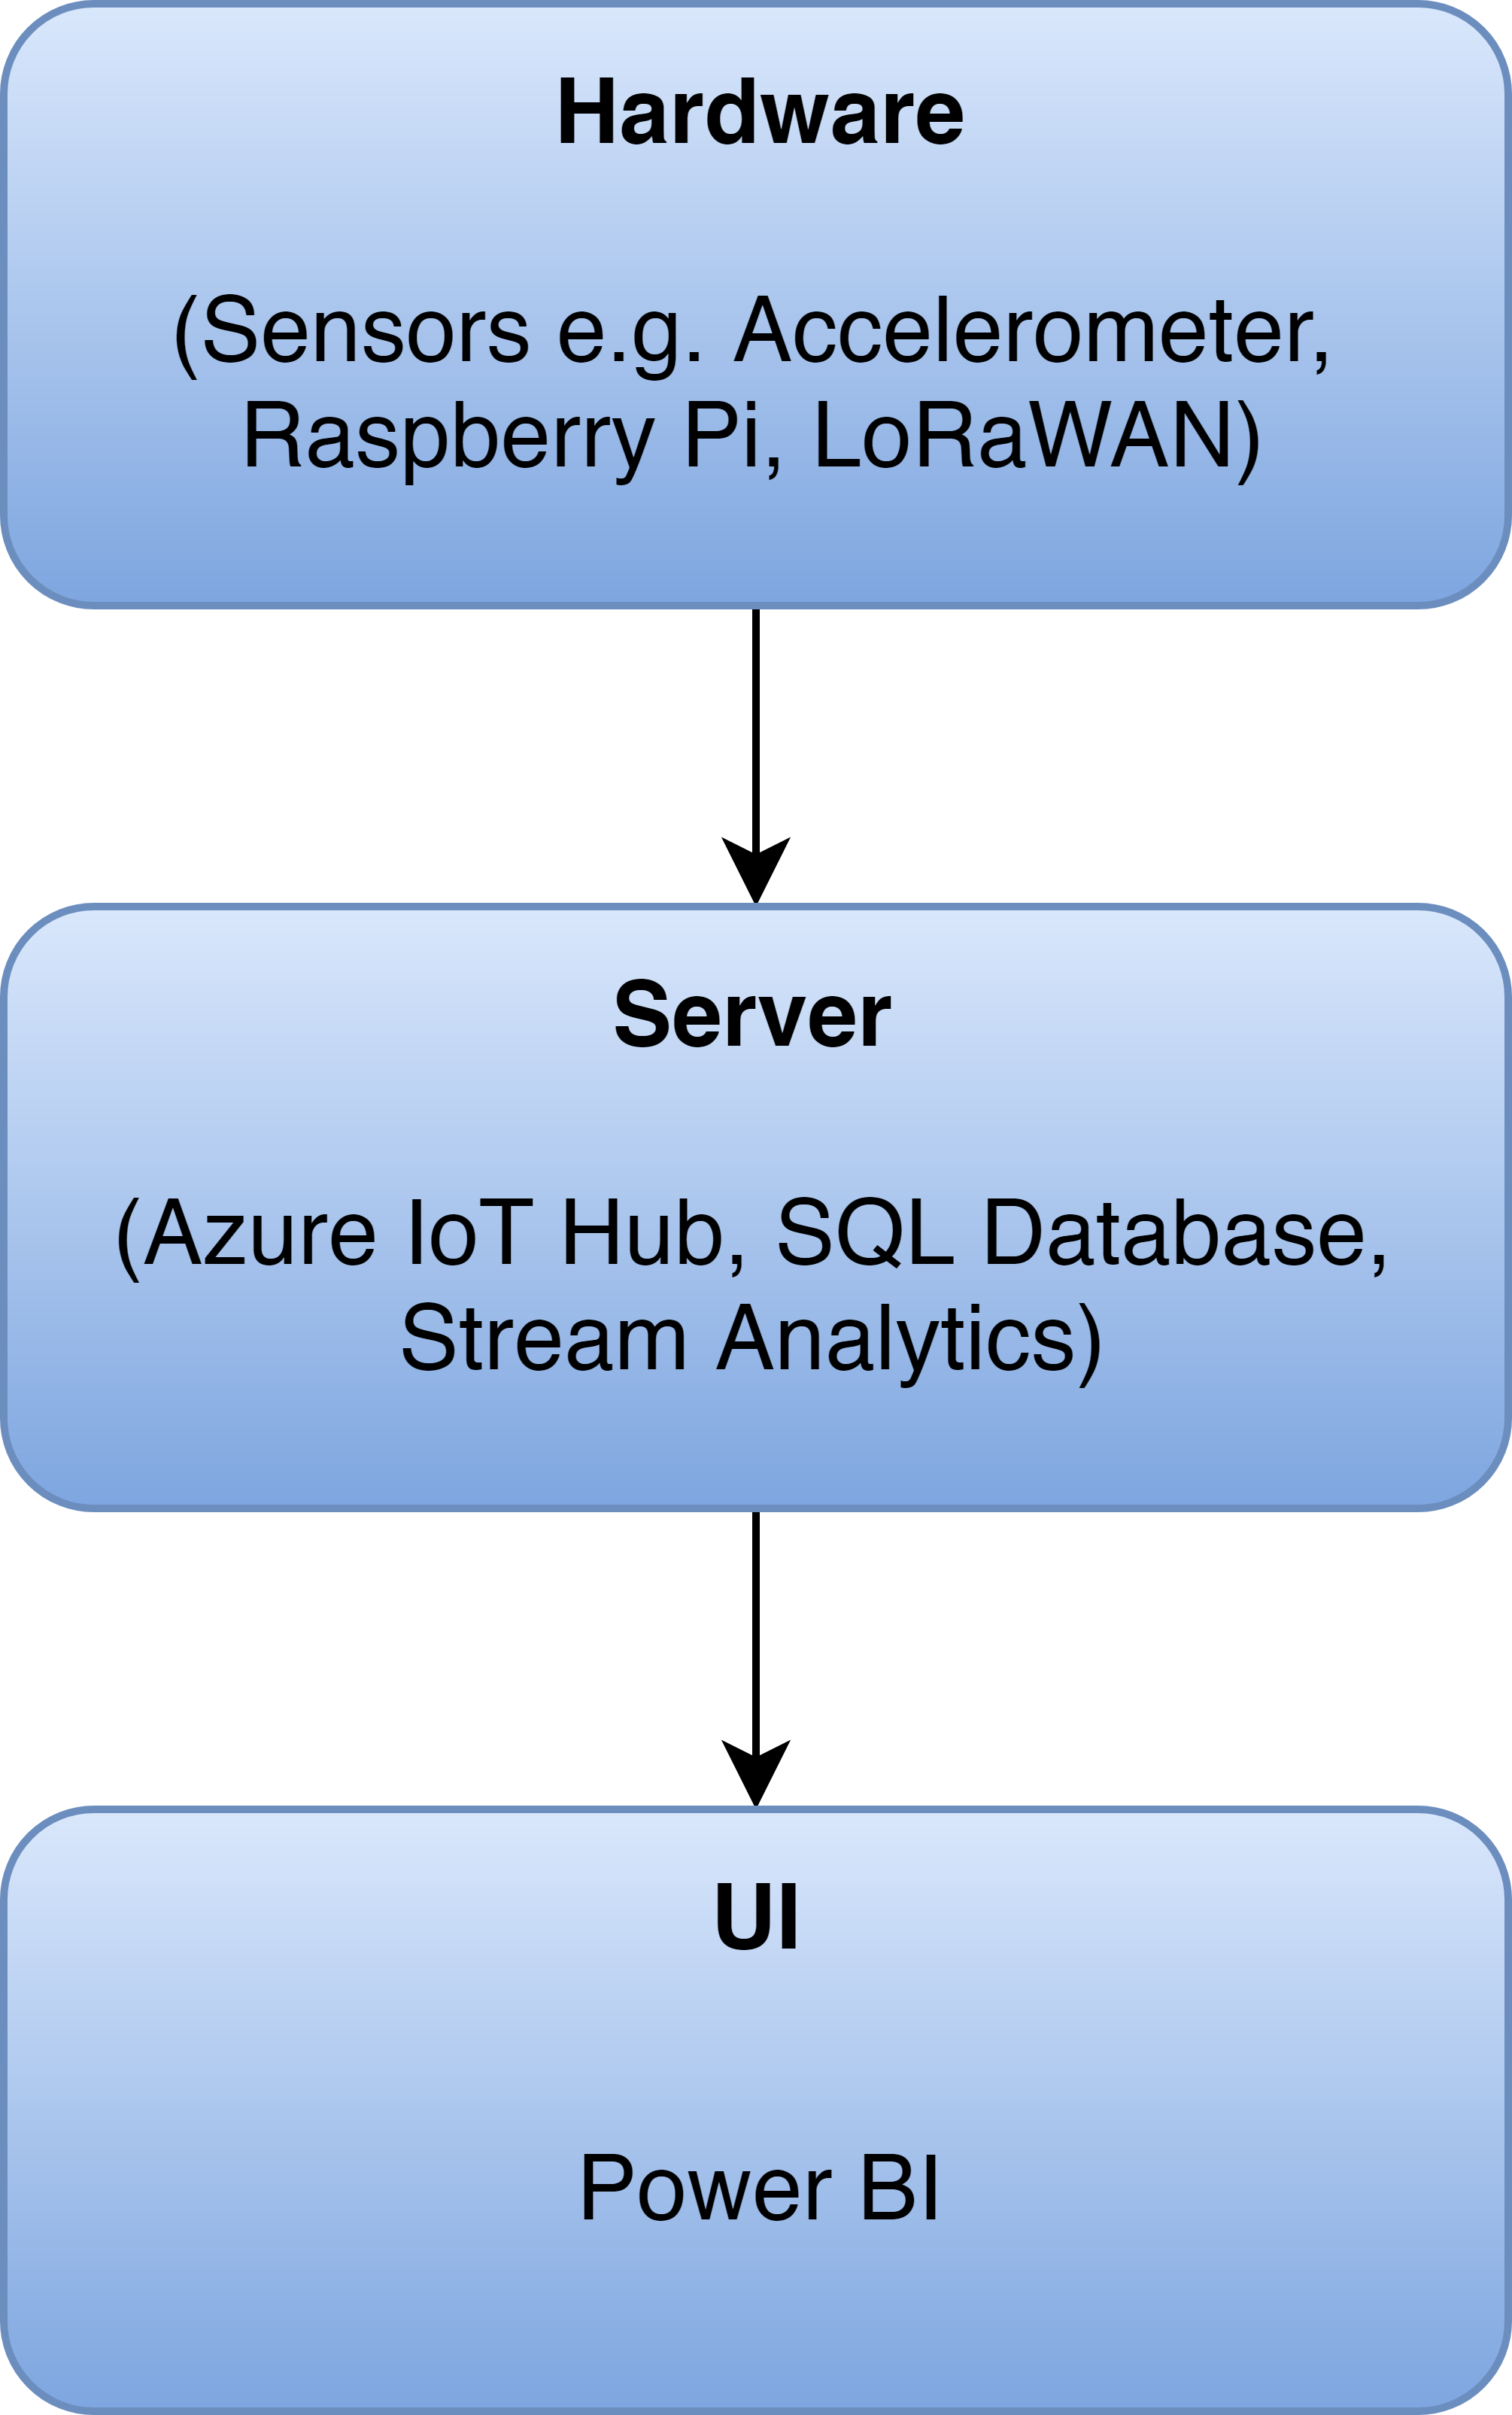 Hardware
(Sensors e.g. Accelerometer,
Raspberry Pi, LoRaWAN)
Server
(Azure IoT Hub, SQL Database,
Stream Analytics)
UI
Power BI